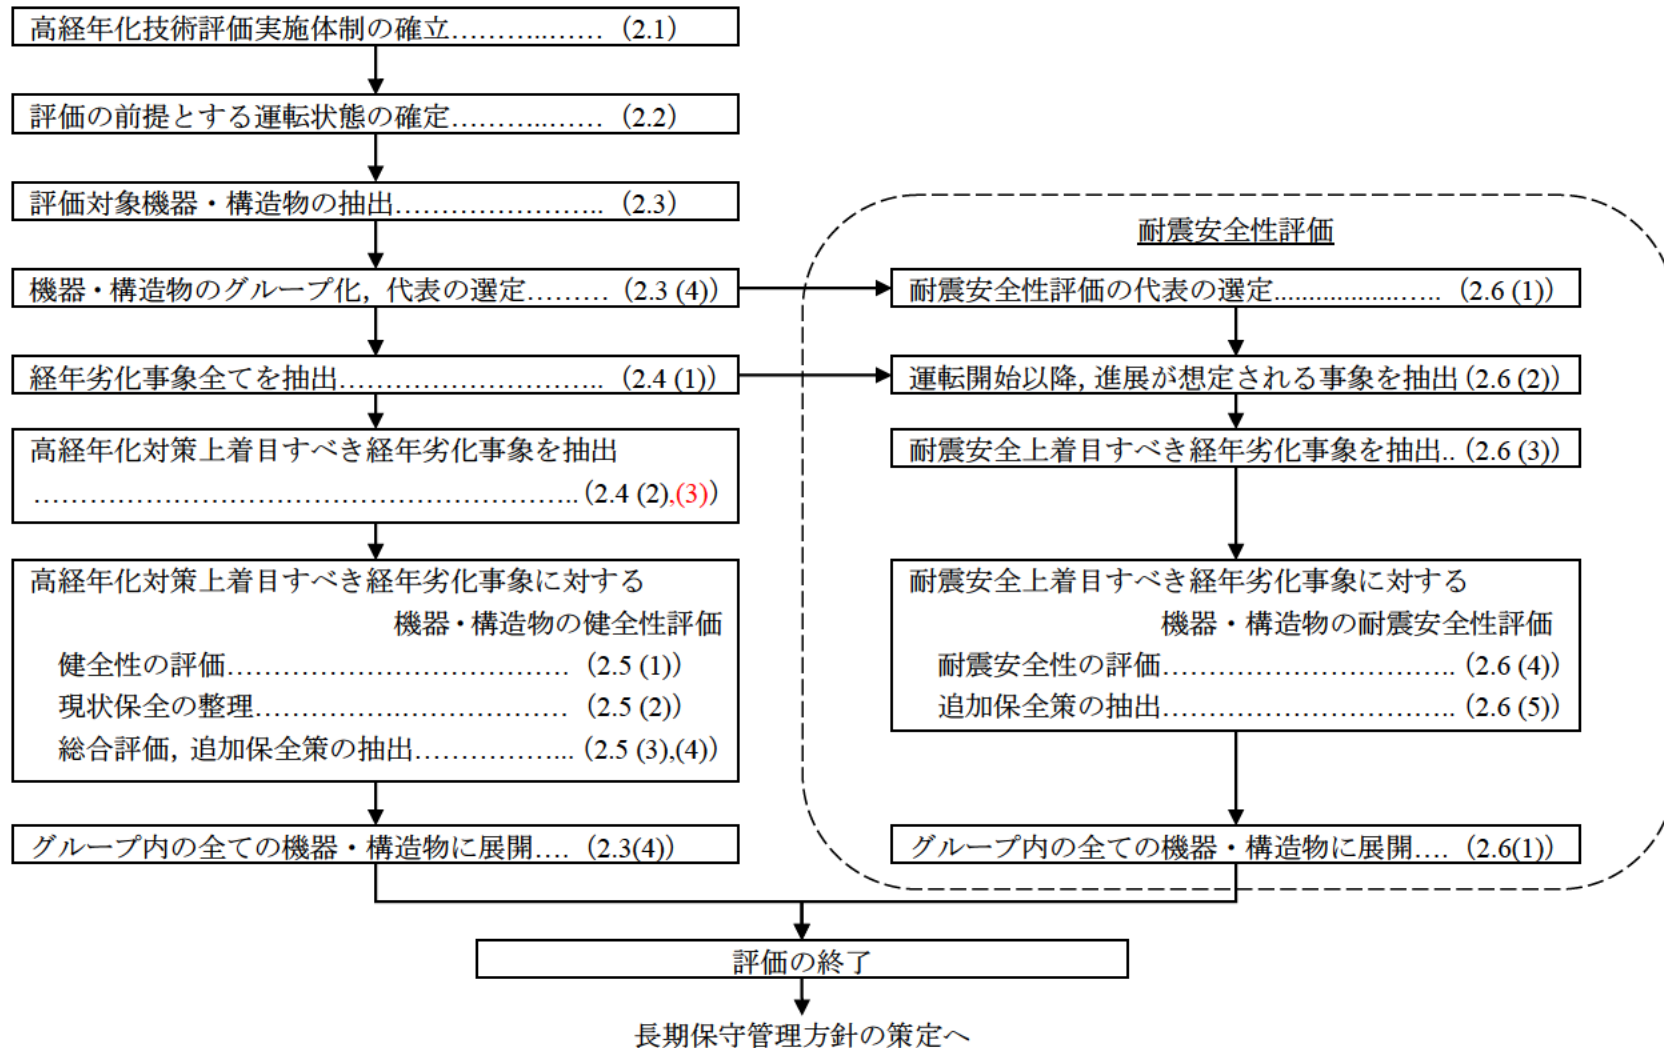 高経年化技術評価実施体制の確立………..…… (2.1)
評価の前提とする運転状態の確定………..…… (2.2)
評価対象機器・構造物の抽出………………….. (2.3)
機器・構造物のグループ化, 代表の選定……… (2.3 (4))
経年劣化事象全てを抽出……………………….. (2.4 (1))
高経年化対策上着目すべき経年劣化事象を抽出
………………………………………………….. (2.4 (2),(3))
高経年化対策上着目すべき経年劣化事象に対する
機器・構造物の健全性評価
健全性の評価……………………………… (2.5 (1))
現状保全の整理…………….……………… (2.5 (2))
総合評価, 追加保全策の抽出……………... (2.5 (3),(4))
グループ内の全ての機器・構造物に展開…. (2.3(4))
耐震安全性評価
耐震安全性評価の代表の選定..................….. (2.6 (1))
運転開始以降, 進展が想定される事象を抽出 (2.6 (2))
耐震安全上着目すべき経年劣化事象を抽出.. (2.6 (3))
耐震安全上着目すべき経年劣化事象に対する
機器・構造物の耐震安全性評価
耐震安全性の評価………………………….. (2.6 (4))
追加保全策の抽出………………………….. (2.6 (5))
グループ内の全ての機器・構造物に展開…. (2.6(1))
評価の終了
長期保守管理方針の策定へ